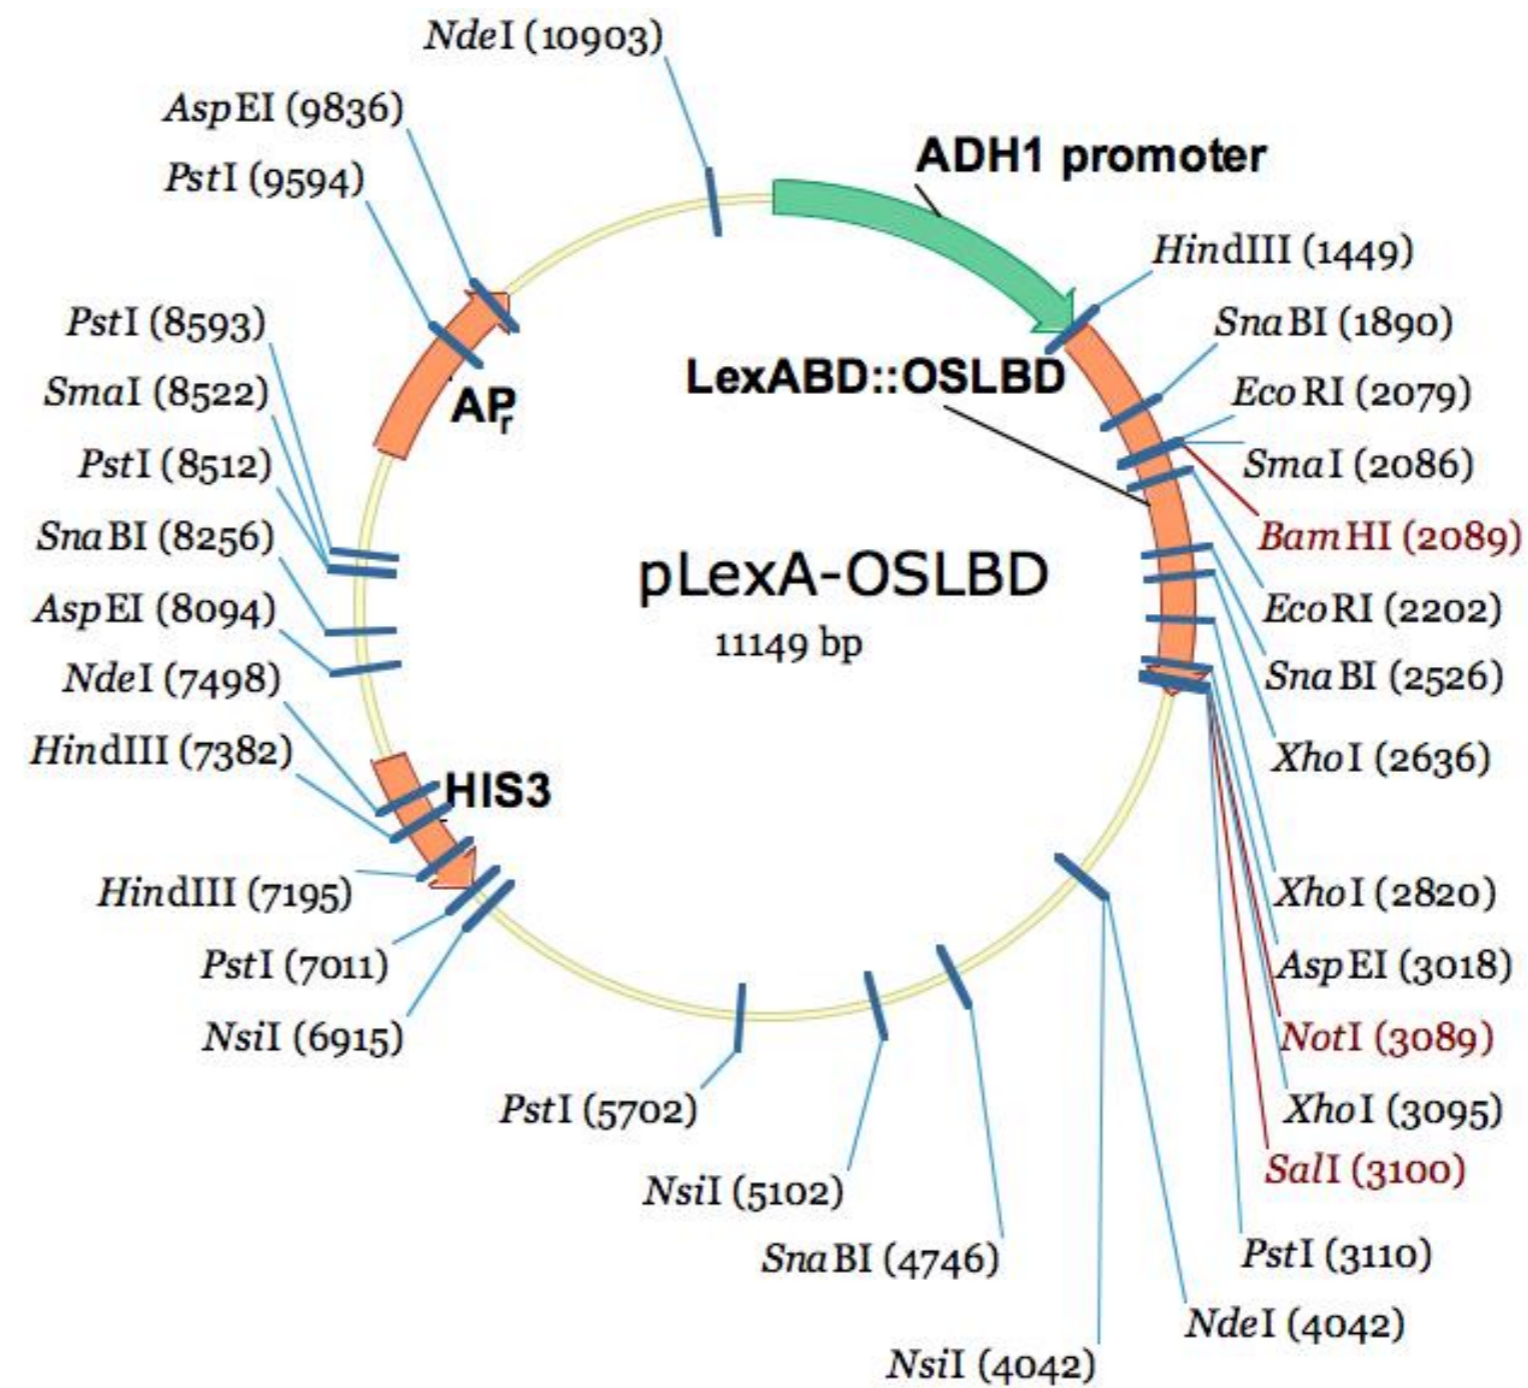 NdeI (10903)
AspEI (9836)
PstI (9594)
ADH1 promoter
HindIII (1449)
SnaBI (1890)
PstI (8593)
LexABD::OSLBD
EcoRI (2079)
SmaI (8522)
APr
SmaI (2086)
PstI (8512)
BamHI (2089)
SnaBI (8256)
pLexA-OSLBD
11149 bp
EcoRI (2202)
AspEI (8094)
SnaBI (2526)
NdeI (7498)
XhoI (2636)
HindIII (7382)
HIS3
XhoI (2820)
HindIII (7195)
AspEI (3018)
PstI (7011)
NotI (3089)
NsiI (6915)
XhoI (3095)
PstI (5702)
SalI (3100)
NsiI (5102)
SnaBI (4746)
PstI (3110)
NdeI (4042)
NsiI (4042)